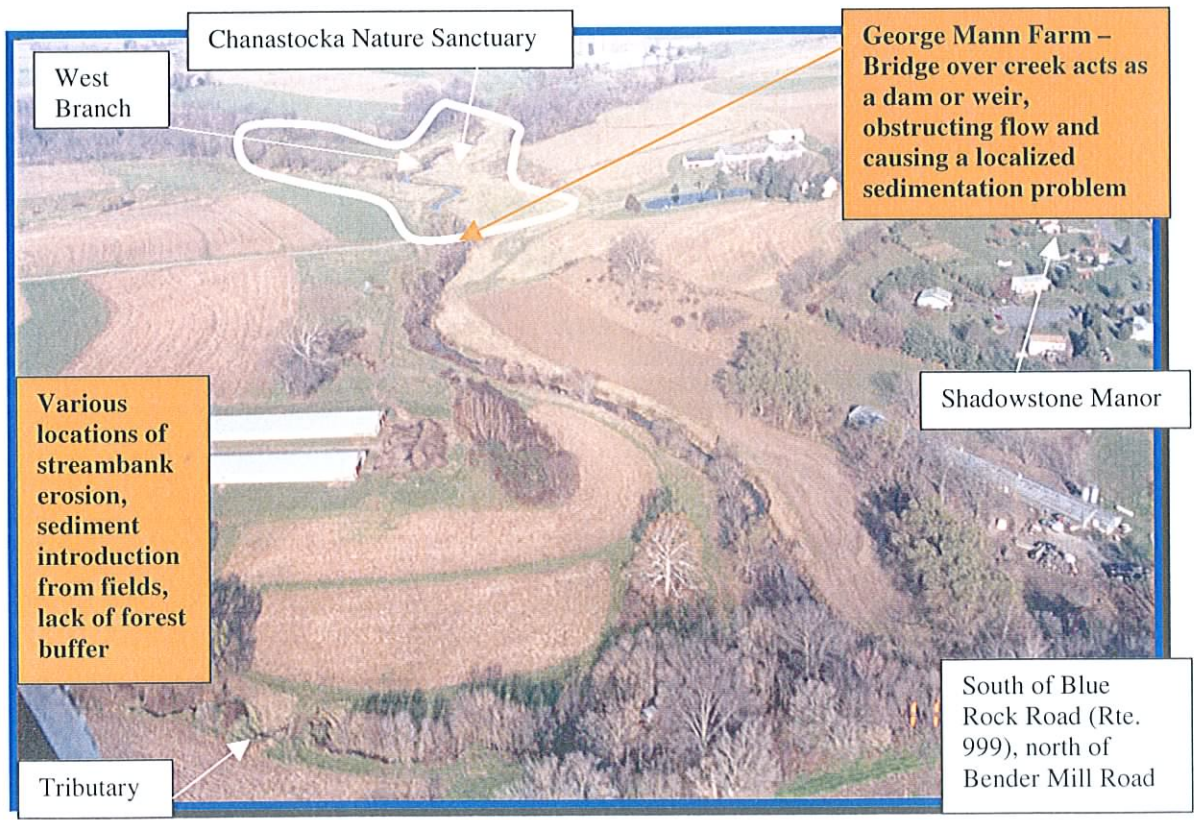 Chanastocka Nature Sanctuary
West
Branch
George Mann Farm –
Bridge over creek acts as
a dam or weir,
obstructing flow and
causing a localized
sedimentation problem
Shadowstone Manor
Various
locations of
streambank
erosion,
sediment
introduction
from fields,
lack of forest
buffer
South of Blue
Rock Road (Rte.
999), north of
Bender Mill Road
Tributary